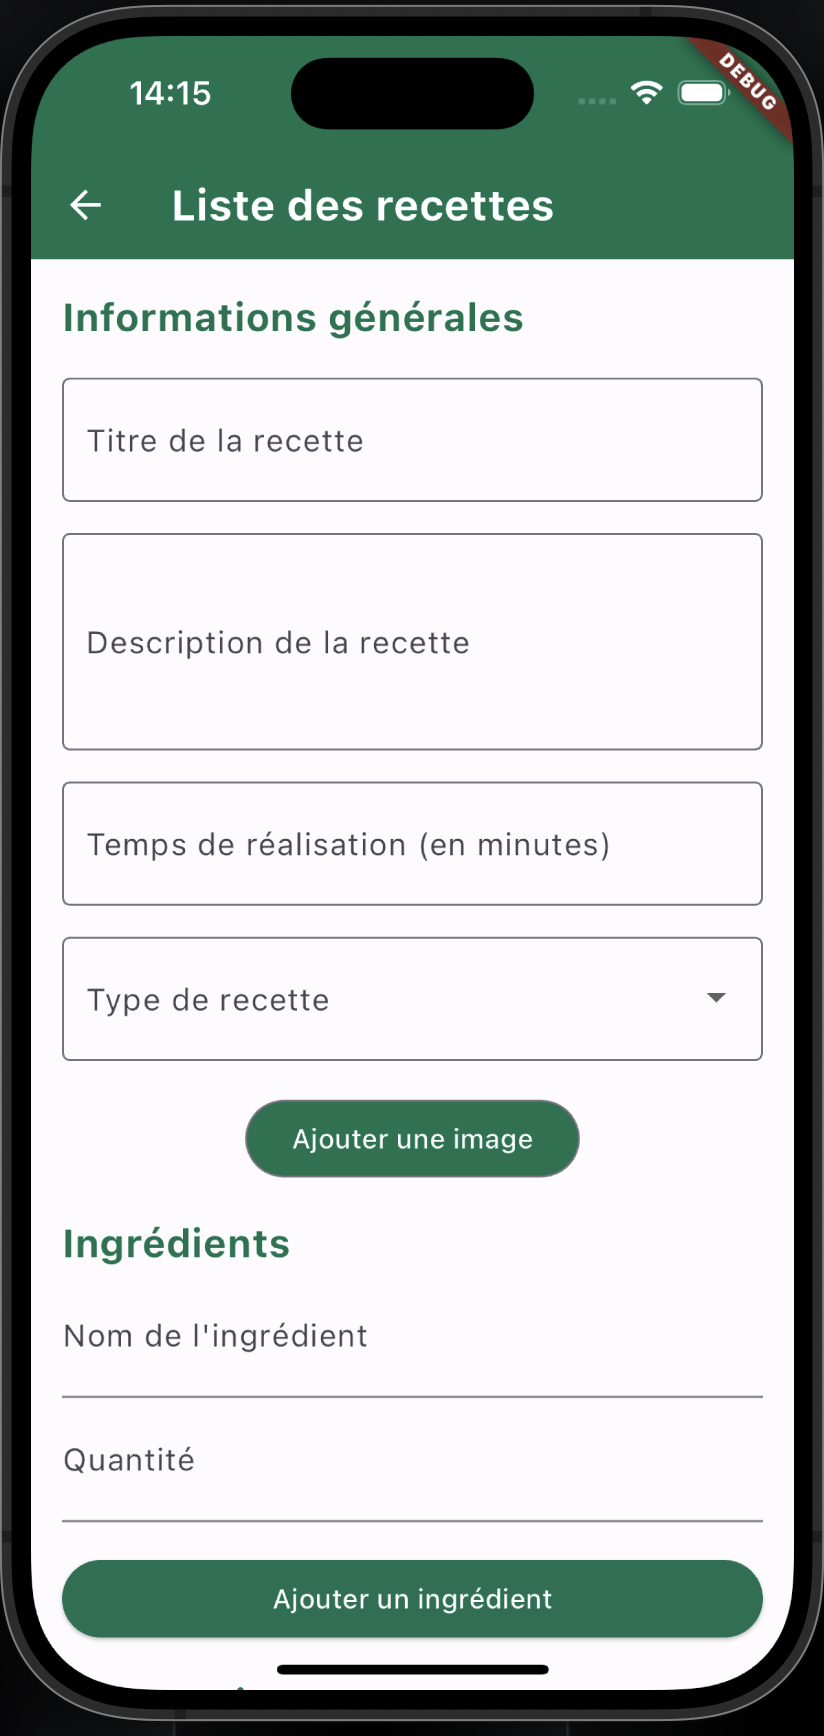 14:15
DEBUG
Liste des recettes
Informations générales
Titre de la recette
Description de la recette
Temps de réalisation (en minutes)
Type de recette
Ajouter une image
Ingrédients
Nom de l'ingrédient
Quantité
Ajouter un ingrédient